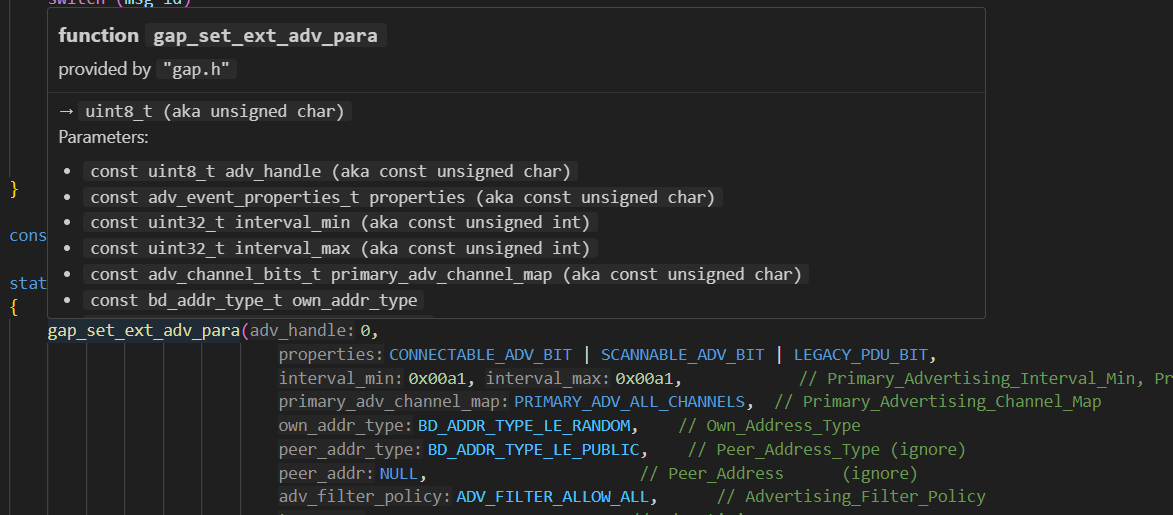 switch (msg_id)
function gap_set_ext_adv_para
provided by "gap.h"
→ uint8_t (aka unsigned char)
Parameters:
• const uint8_t adv_handle (aka const unsigned char)
• const adv_event_properties_t properties (aka const unsigned char)
• const uint32_t interval_min (aka const unsigned int)
• const uint32_t interval_max (aka const unsigned int)
• const adv_channel_bits_t primary_adv_channel_map (aka const unsigned char)
• const bd_addr_type_t own_addr_type
}
cons
stat
{
gap_set_ext_adv_para(adv_handle: 0,
properties: CONNECTABLE_ADV_BIT | SCANNABLE_ADV_BIT | LEGACY_PDU_BIT,
interval_min: 0x00a1, interval_max: 0x00a1, // Primary_Advertising_Interval_Min, Pr
primary_adv_channel_map: PRIMARY_ADV_ALL_CHANNELS, // Primary_Advertising_Channel_Map
own_addr_type: BD_ADDR_TYPE_LE_RANDOM, // Own_Address_Type
peer_addr_type: BD_ADDR_TYPE_LE_PUBLIC, // Peer_Address_Type (ignore)
peer_addr: NULL, // Peer_Address (ignore)
adv_filter_policy: ADV_FILTER_ALLOW_ALL, // Advertising_Filter_Policy